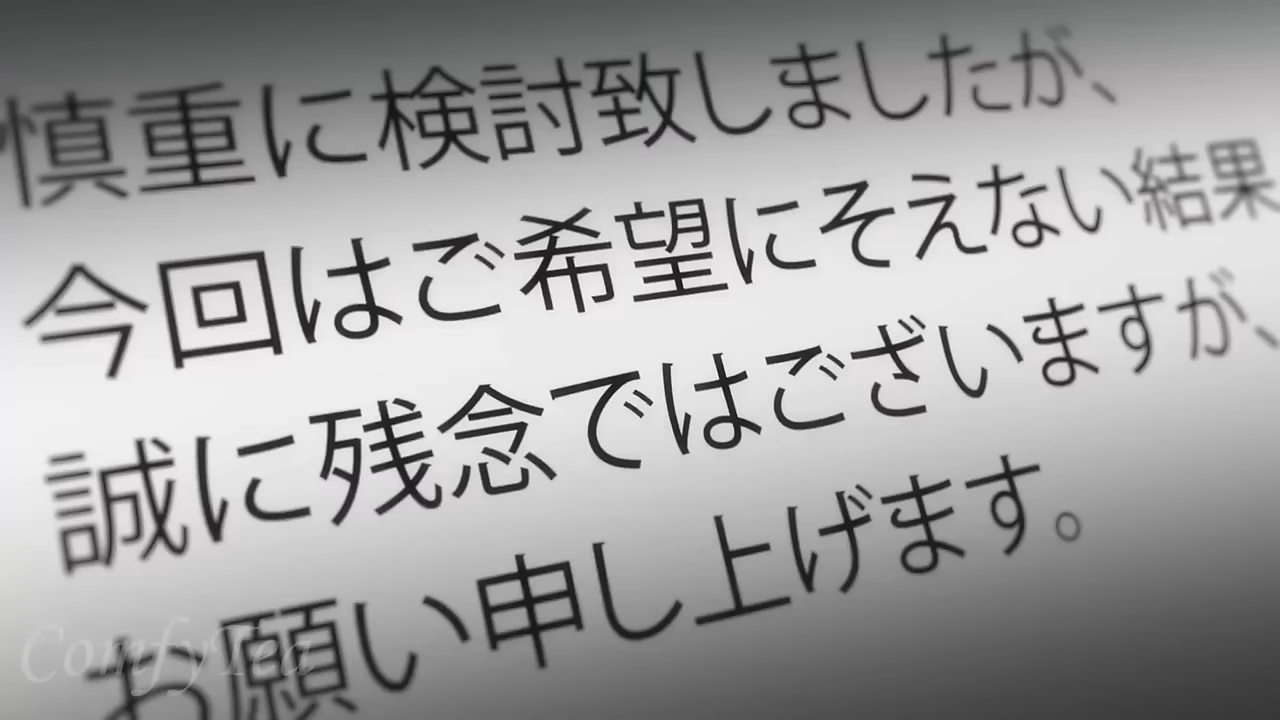 慎重に検討致しましたが、
今回はご希望にそえない結果
誠に残念ではございますが、
お願い申し上げます。
ComfyTea